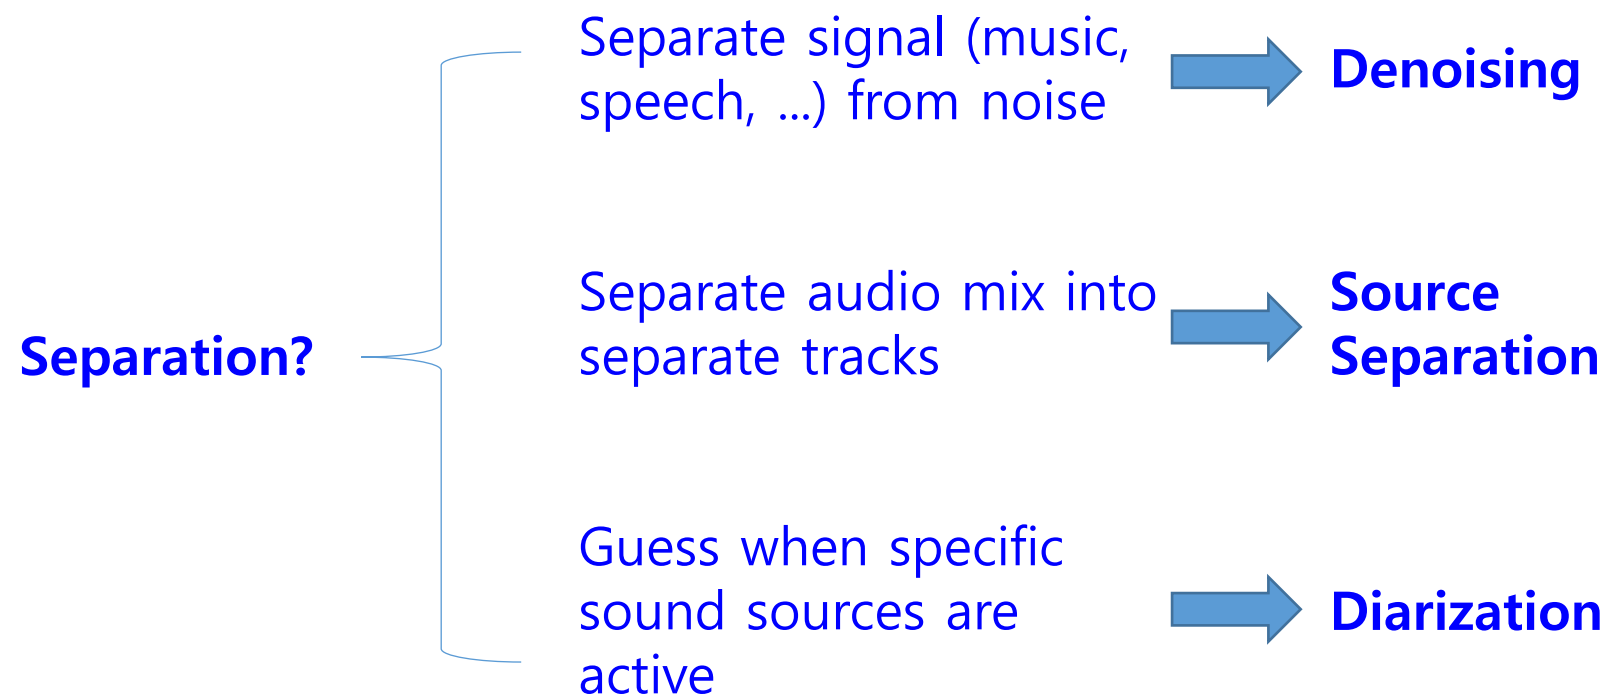 Separate signal (music,
speech, ...) from noise
Denoising
Separation?
Separate audio mix into
separate tracks
Source
Separation
Guess when specific
sound sources are
active
Diarization